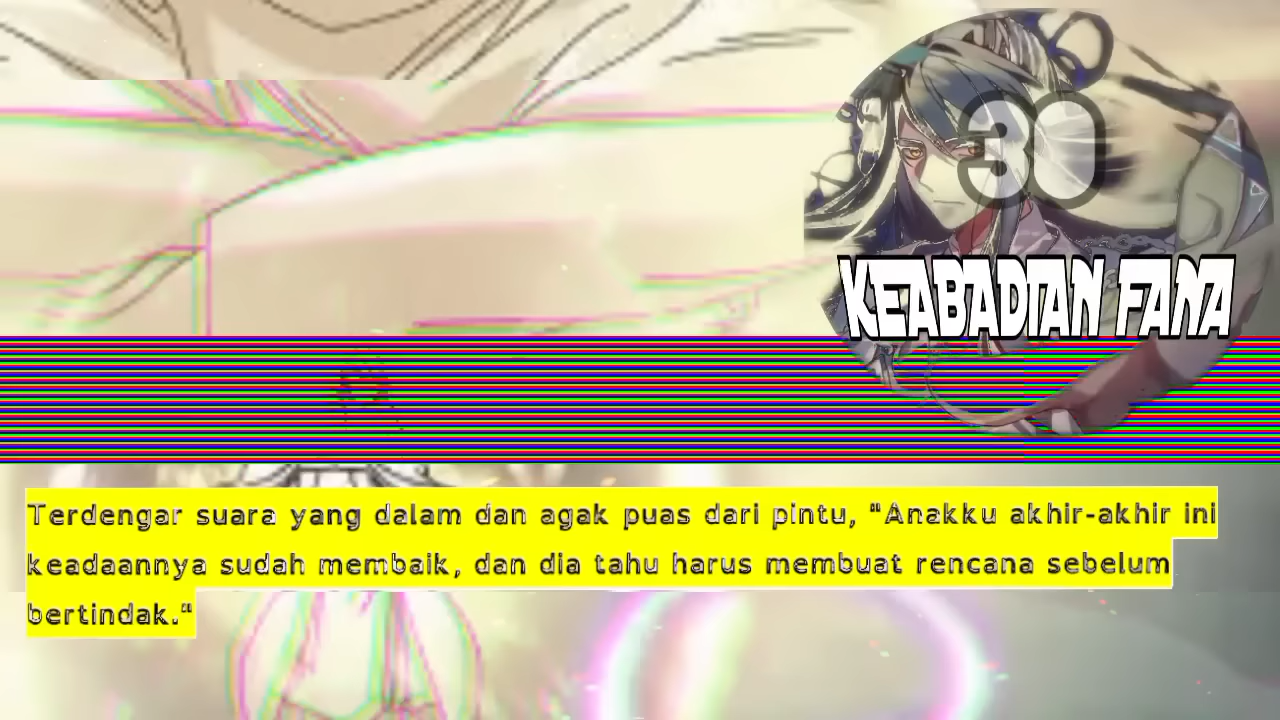 30
KEABADIAN FANA
Terdengar suara yang dalam dan agak puas dari pintu, "Anakku akhir-akhir ini
keadaannya sudah membaik, dan dia tahu harus membuat rencana sebelum
bertindak."